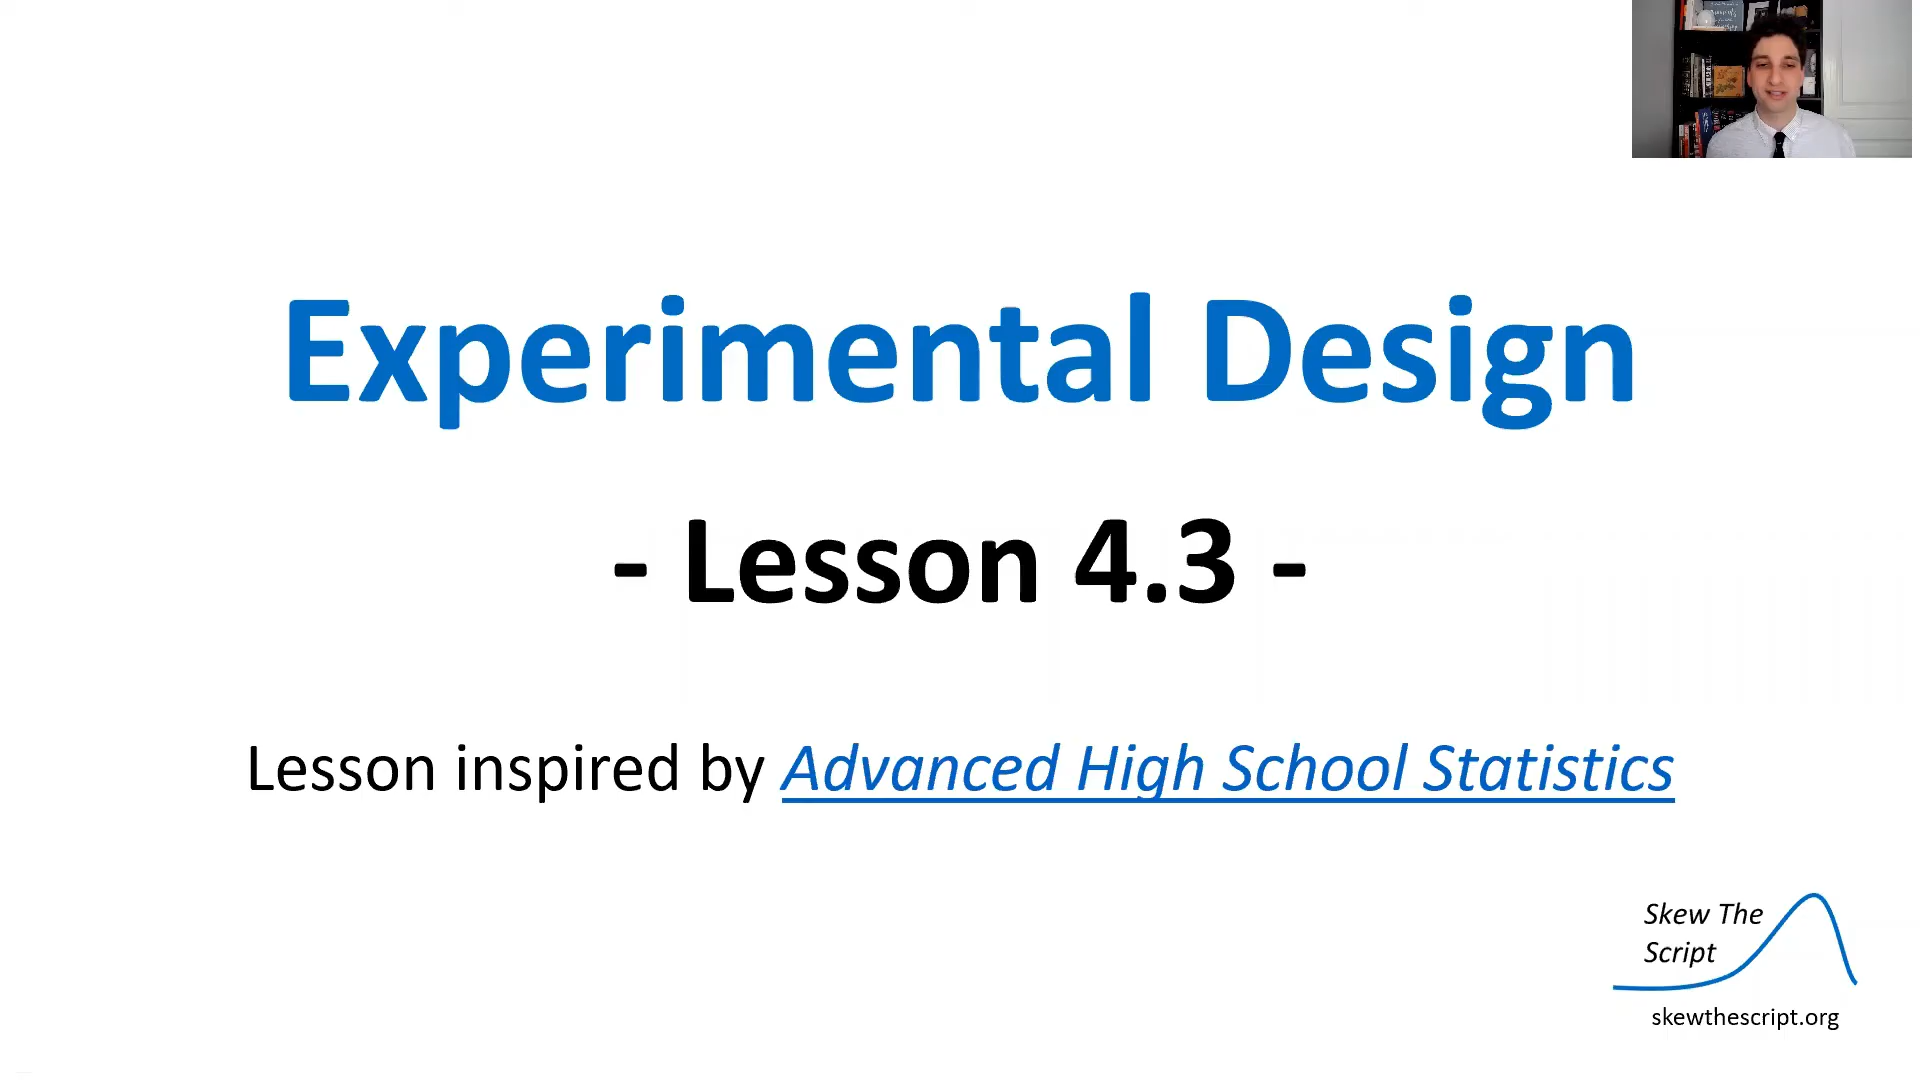 Experimental Design
- Lesson 4.3 -
Lesson inspired by Advanced High School Statistics
Skew The
Script
skewthescript.org